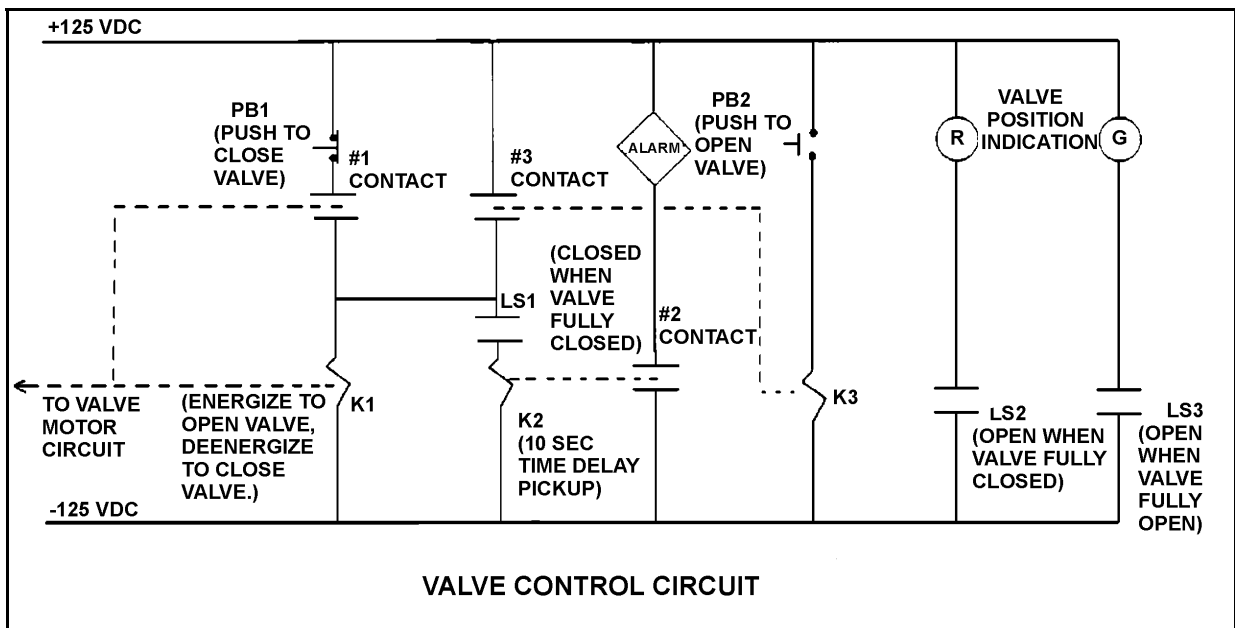 +125 VDC
PB1
(PUSH TO
CLOSE
VALVE)
#1
CONTACT
#3
CONTACT
ALARM
PB2
(PUSH TO
OPEN
VALVE)
R
VALVE
POSITION
INDICATION
G
LS1
(CLOSED
WHEN
VALVE
FULLY
CLOSED)
#2
CONTACT
TO VALVE
MOTOR
CIRCUIT
(ENERGIZE TO
OPEN VALVE,
DEENERGIZE
TO CLOSE
VALVE.)
K1
K2
(10 SEC
TIME DELAY
PICKUP)
K3
LS2
(OPEN WHEN
VALVE FULLY
CLOSED)
LS3
(OPEN
WHEN
VALVE
FULLY
OPEN)
-125 VDC
VALVE CONTROL CIRCUIT